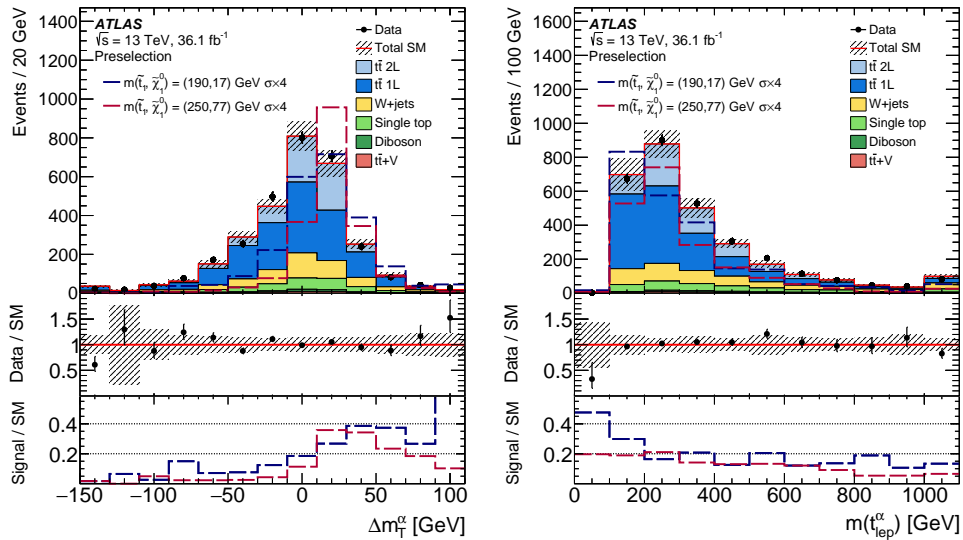 ATLAS
√s = 13 TeV, 36.1 fb⁻¹
Preselection
m(t̃₁, χ̃₁⁰) = (190,17) GeV σ×4
m(t̃₁, χ̃₁⁰) = (250,77) GeV σ×4
Data
Total SM
tt̄ 2L
tt̄ 1L
W+jets
Single top
Diboson
tt̄+V
Events / 20 GeV
1400
1200
1000
800
600
400
200
0
Data / SM
1.5
1
0.5
Signal / SM
0.4
0.2
−150
−100
−50
0
50
100
Δm_T^α [GeV]
ATLAS
√s = 13 TeV, 36.1 fb⁻¹
Preselection
m(t̃₁, χ̃₁⁰) = (190,17) GeV σ×4
m(t̃₁, χ̃₁⁰) = (250,77) GeV σ×4
Data
Total SM
tt̄ 2L
tt̄ 1L
W+jets
Single top
Diboson
tt̄+V
Events / 100 GeV
1600
1400
1200
1000
800
600
400
200
0
Data / SM
1.5
1
0.5
Signal / SM
0.4
0.2
0
200
400
600
800
1000
m(t_lep^α) [GeV]